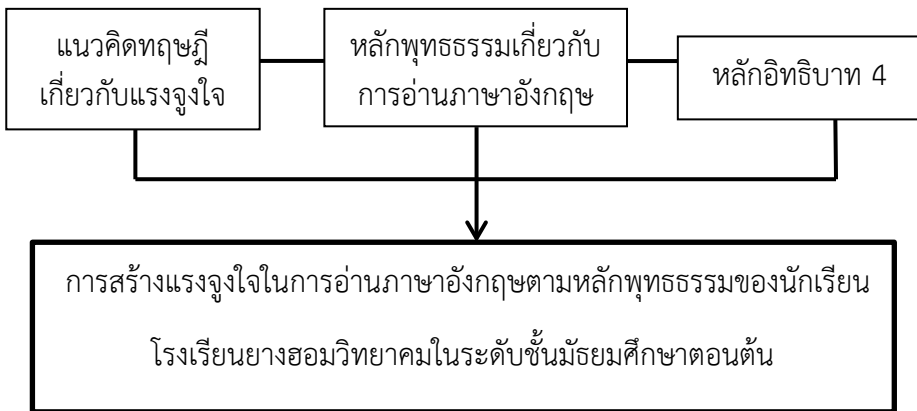 แนวคิดทฤษฎี
เกี่ยวกับแรงจูงใจ
หลักพุทธธรรมเกี่ยวกับ
การอ่านภาษาอังกฤษ
หลักอิทธิบาท 4
การสร้างแรงจูงใจในการอ่านภาษาอังกฤษตามหลักพุทธธรรมของนักเรียน
โรงเรียนยางฮอมวิทยาคมในระดับชั้นมัธยมศึกษาตอนต้น